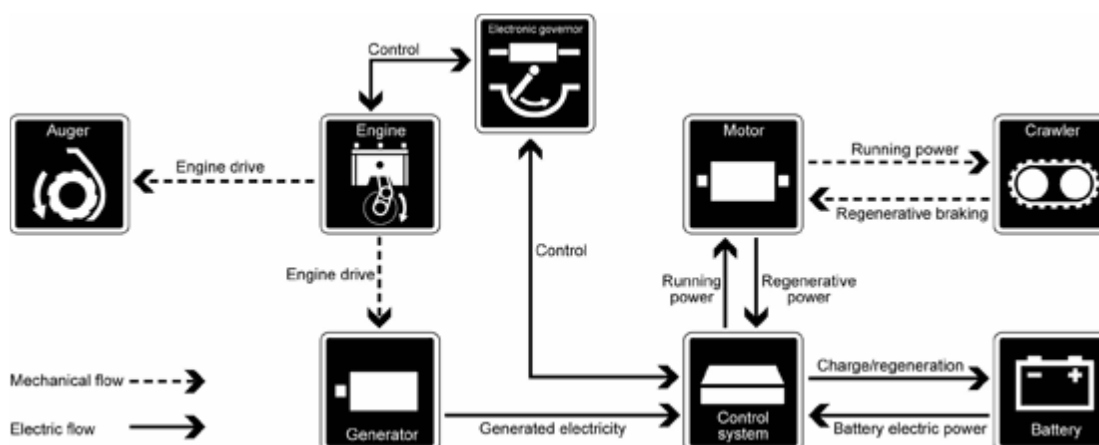 Electronic governor
Control
Auger
Engine
Motor
Crawler
Engine drive
Running power
Regenerative braking
Engine drive
Control
Running
power
Regenerative
power
Mechanical flow
Charge/regeneration
Electric flow
Generator
Generated electricity
Control
system
Battery electric power
Battery